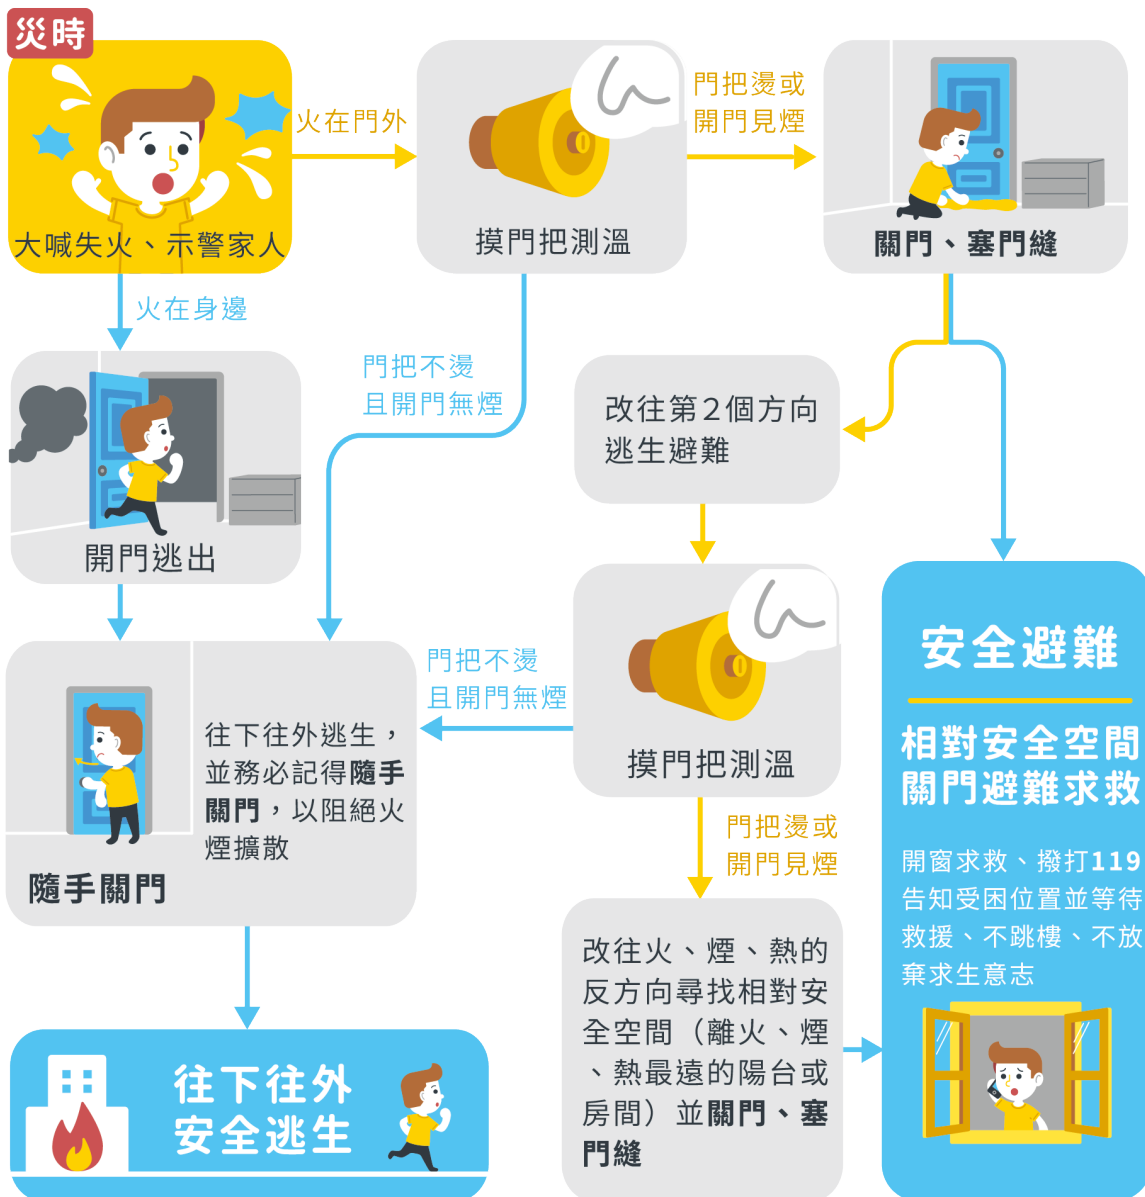 災時
大喊失火、示警家人
火在門外
摸門把測溫
門把燙或
開門見煙
關門、塞門縫
火在身邊
開門逃出
門把不燙
且開門無煙
改往第2個方向
逃生避難
摸門把測溫
門把不燙
且開門無煙
往下往外逃生，
並務必記得隨手
關門，以阻絕火
煙擴散
隨手關門
門把燙或
開門見煙
改往火、煙、熱的
反方向尋找相對安
全空間（離火、煙
、熱最遠的陽台或
房間）並關門、塞
門縫
安全避難
相對安全空間
關門避難求救
開窗求救、撥打119
告知受困位置並等待
救援、不跳樓、不放
棄求生意志
往下往外
安全逃生